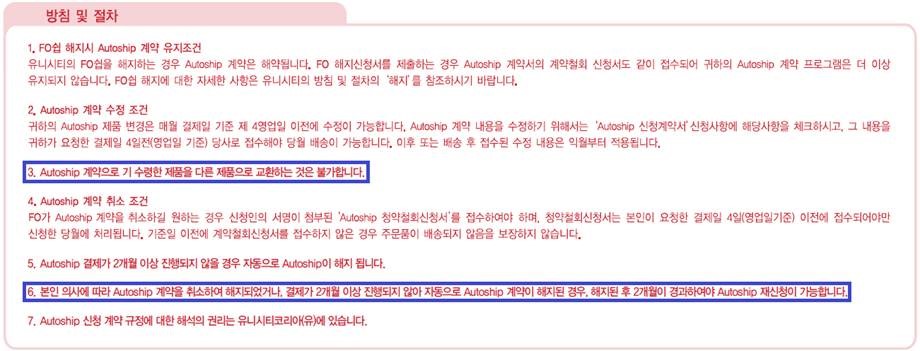 방침 및 절차
1. FO쉽 해지시 Autoship 계약 유지조건
유니시티의 FO쉽을 해지하는 경우 Autoship 계약은 해약됩니다. FO 해지신청서를 제출하는 경우 Autoship 계약서의 계약철회 신청서도 같이 접수되어 귀하의 Autoship 계약 프로그램은 더 이상
유지되지 않습니다. FO쉽 해지에 대한 자세한 사항은 유니시티의 방침 및 절차의 '해지'를 참조하시기 바랍니다.
2. Autoship 계약 수정 조건
귀하의 Autoship 제품 변경은 매월 결제일 기준 제 4영업일 이전에 수정이 가능합니다. Autoship 계약 내용을 수정하기 위해서는 'Autoship 신청계약서' 신청사항에 해당사항을 체크하시고, 그 내용을
귀하가 요청한 결제일 4일전(영업일 기준) 당사로 접수해야 당월 배송이 가능합니다. 이후 또는 배송 후 접수된 수정 내용은 익월부터 적용됩니다.
3. Autoship 계약으로 기 수령한 제품을 다른 제품으로 교환하는 것은 불가합니다.
4. Autoship 계약 취소 조건
FO가 Autoship 계약을 취소하길 원하는 경우 신청인의 서명이 첨부된 'Autoship 청약철회신청서'를 접수하여야 하며, 청약철회신청서는 본인이 요청한 결제일 4일(영업일기준) 이전에 접수되어야만
신청한 당월에 처리됩니다. 기준일 이전에 계약철회신청서를 접수하지 않은 경우 주문품이 배송되지 않음을 보장하지 않습니다.
5. Autoship 결제가 2개월 이상 진행되지 않을 경우 자동으로 Autoship이 해지 됩니다.
6. 본인 의사에 따라 Autoship 계약을 취소하여 해지되었거나, 결제가 2개월 이상 진행되지 않아 자동으로 Autoship 계약이 해지된 경우, 해지된 후 2개월이 경과하여야 Autoship 재신청이 가능합니다.
7. Autoship 신청 계약 규정에 대한 해석의 권리는 유니시티코리아(유)에 있습니다.